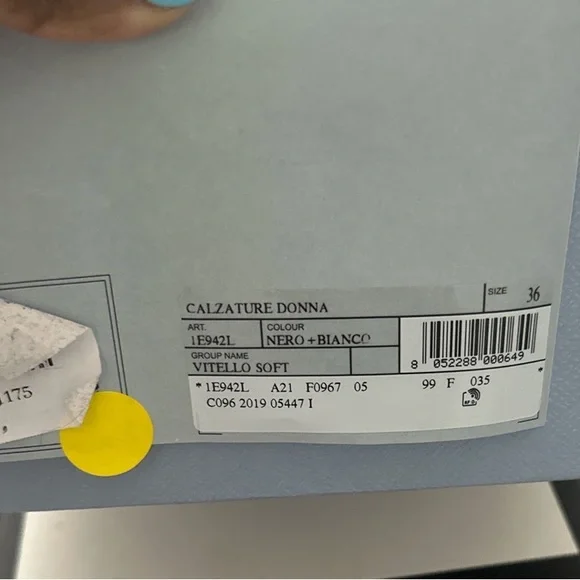 CALZATURE DONNA
SIZE 36
ART. COLOUR
1E942L NERO+BIANCO
GROUP NAME
VITELLO SOFT
8 052288 000649
*1E942L A21 F0967 05 99 F 035*
C096 2019 05447 I
1175